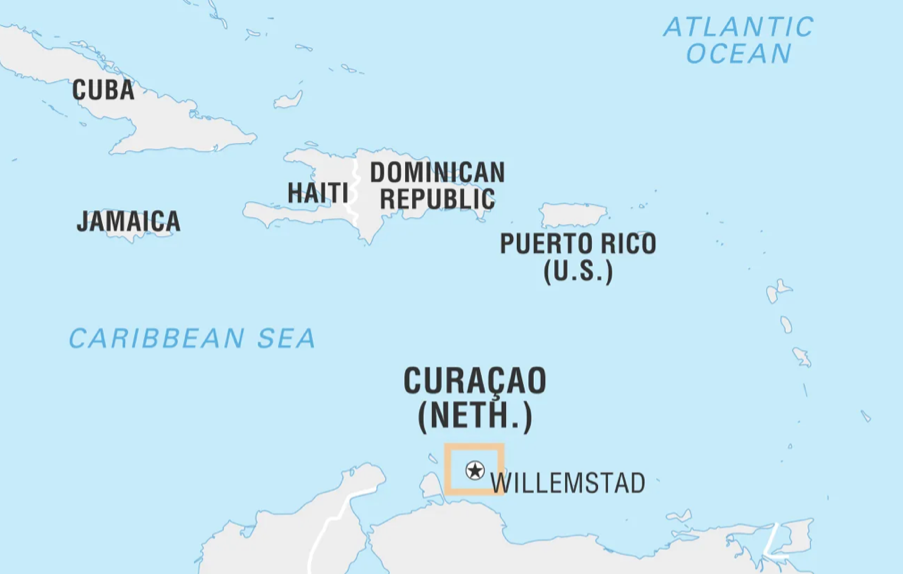 ATLANTIC
OCEAN
CUBA
DOMINICAN
HAITI
REPUBLIC
JAMAICA
PUERTO RICO
(U.S.)
CARIBBEAN SEA
CURAÇAO
(NETH.)
WILLEMSTAD